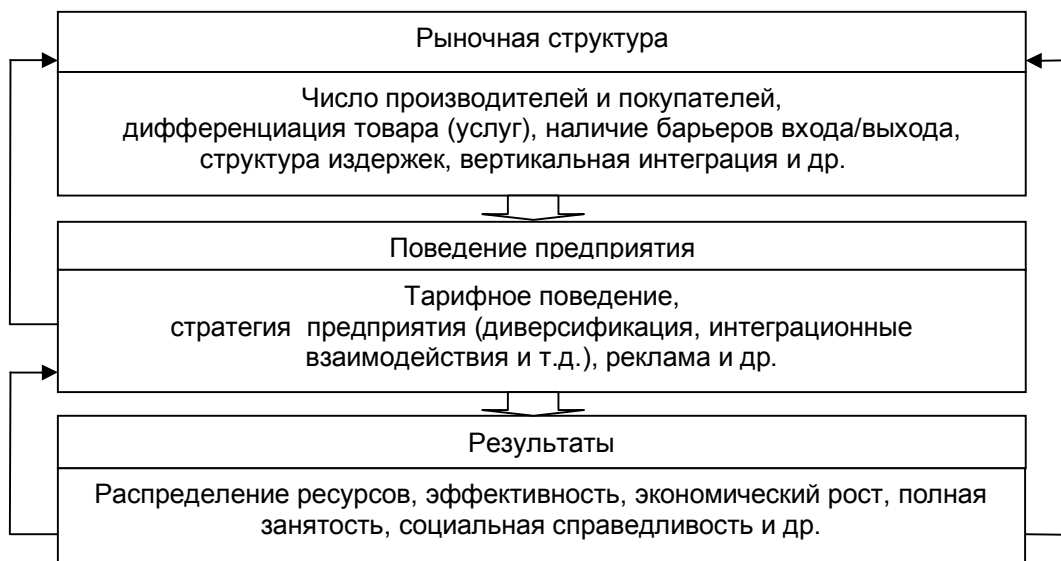 Рыночная структура
Число производителей и покупателей,
дифференциация товара (услуг), наличие барьеров входа/выхода,
структура издержек, вертикальная интеграция и др.
Поведение предприятия
Тарифное поведение,
стратегия предприятия (диверсификация, интеграционные
взаимодействия и т.д.), реклама и др.
Результаты
Распределение ресурсов, эффективность, экономический рост, полная
занятость, социальная справедливость и др.